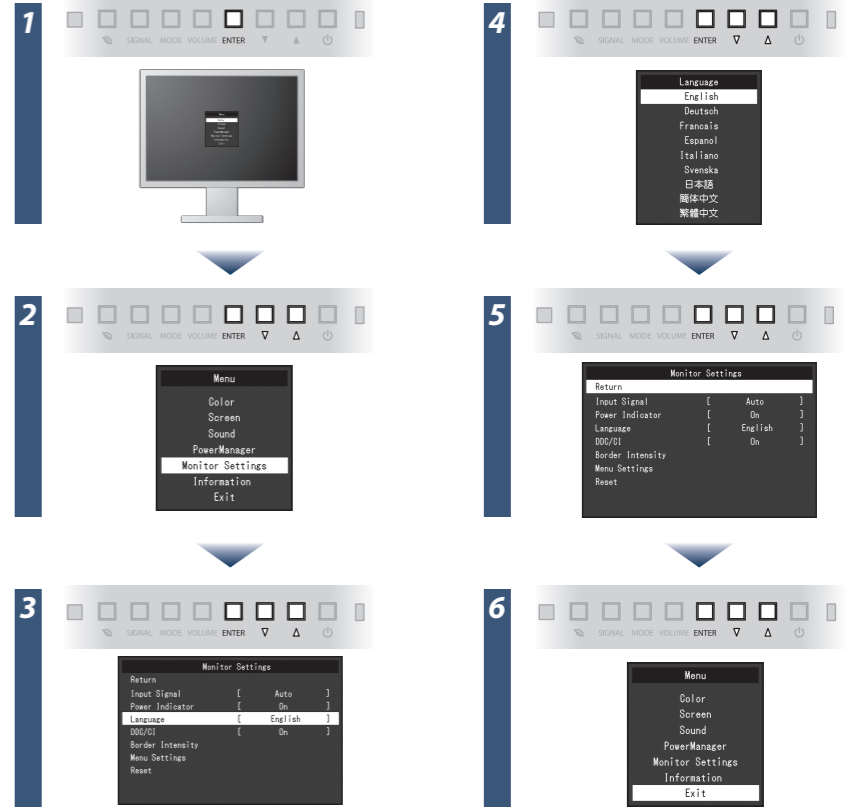 1
SIGNAL MODE VOLUME ENTER
Menu
2
SIGNAL MODE VOLUME ENTER
Menu
Color
Screen
Sound
PowerManager
Monitor Settings
Information
Exit
3
SIGNAL MODE VOLUME ENTER
Monitor Settings
Return
Input Signal [ Auto ]
Power Indicator [ On ]
Language [ English ]
DDC/CI [ On ]
Border Intensity
Menu Settings
Reset
4
SIGNAL MODE VOLUME ENTER
Language
English
Deutsch
Francais
Espanol
Italiano
Svenska
日本語
簡体中文
繁體中文
5
SIGNAL MODE VOLUME ENTER
Monitor Settings
Return
Input Signal [ Auto ]
Power Indicator [ On ]
Language [ English ]
DDC/CI [ On ]
Border Intensity
Menu Settings
Reset
6
SIGNAL MODE VOLUME ENTER
Menu
Color
Screen
Sound
PowerManager
Monitor Settings
Information
Exit